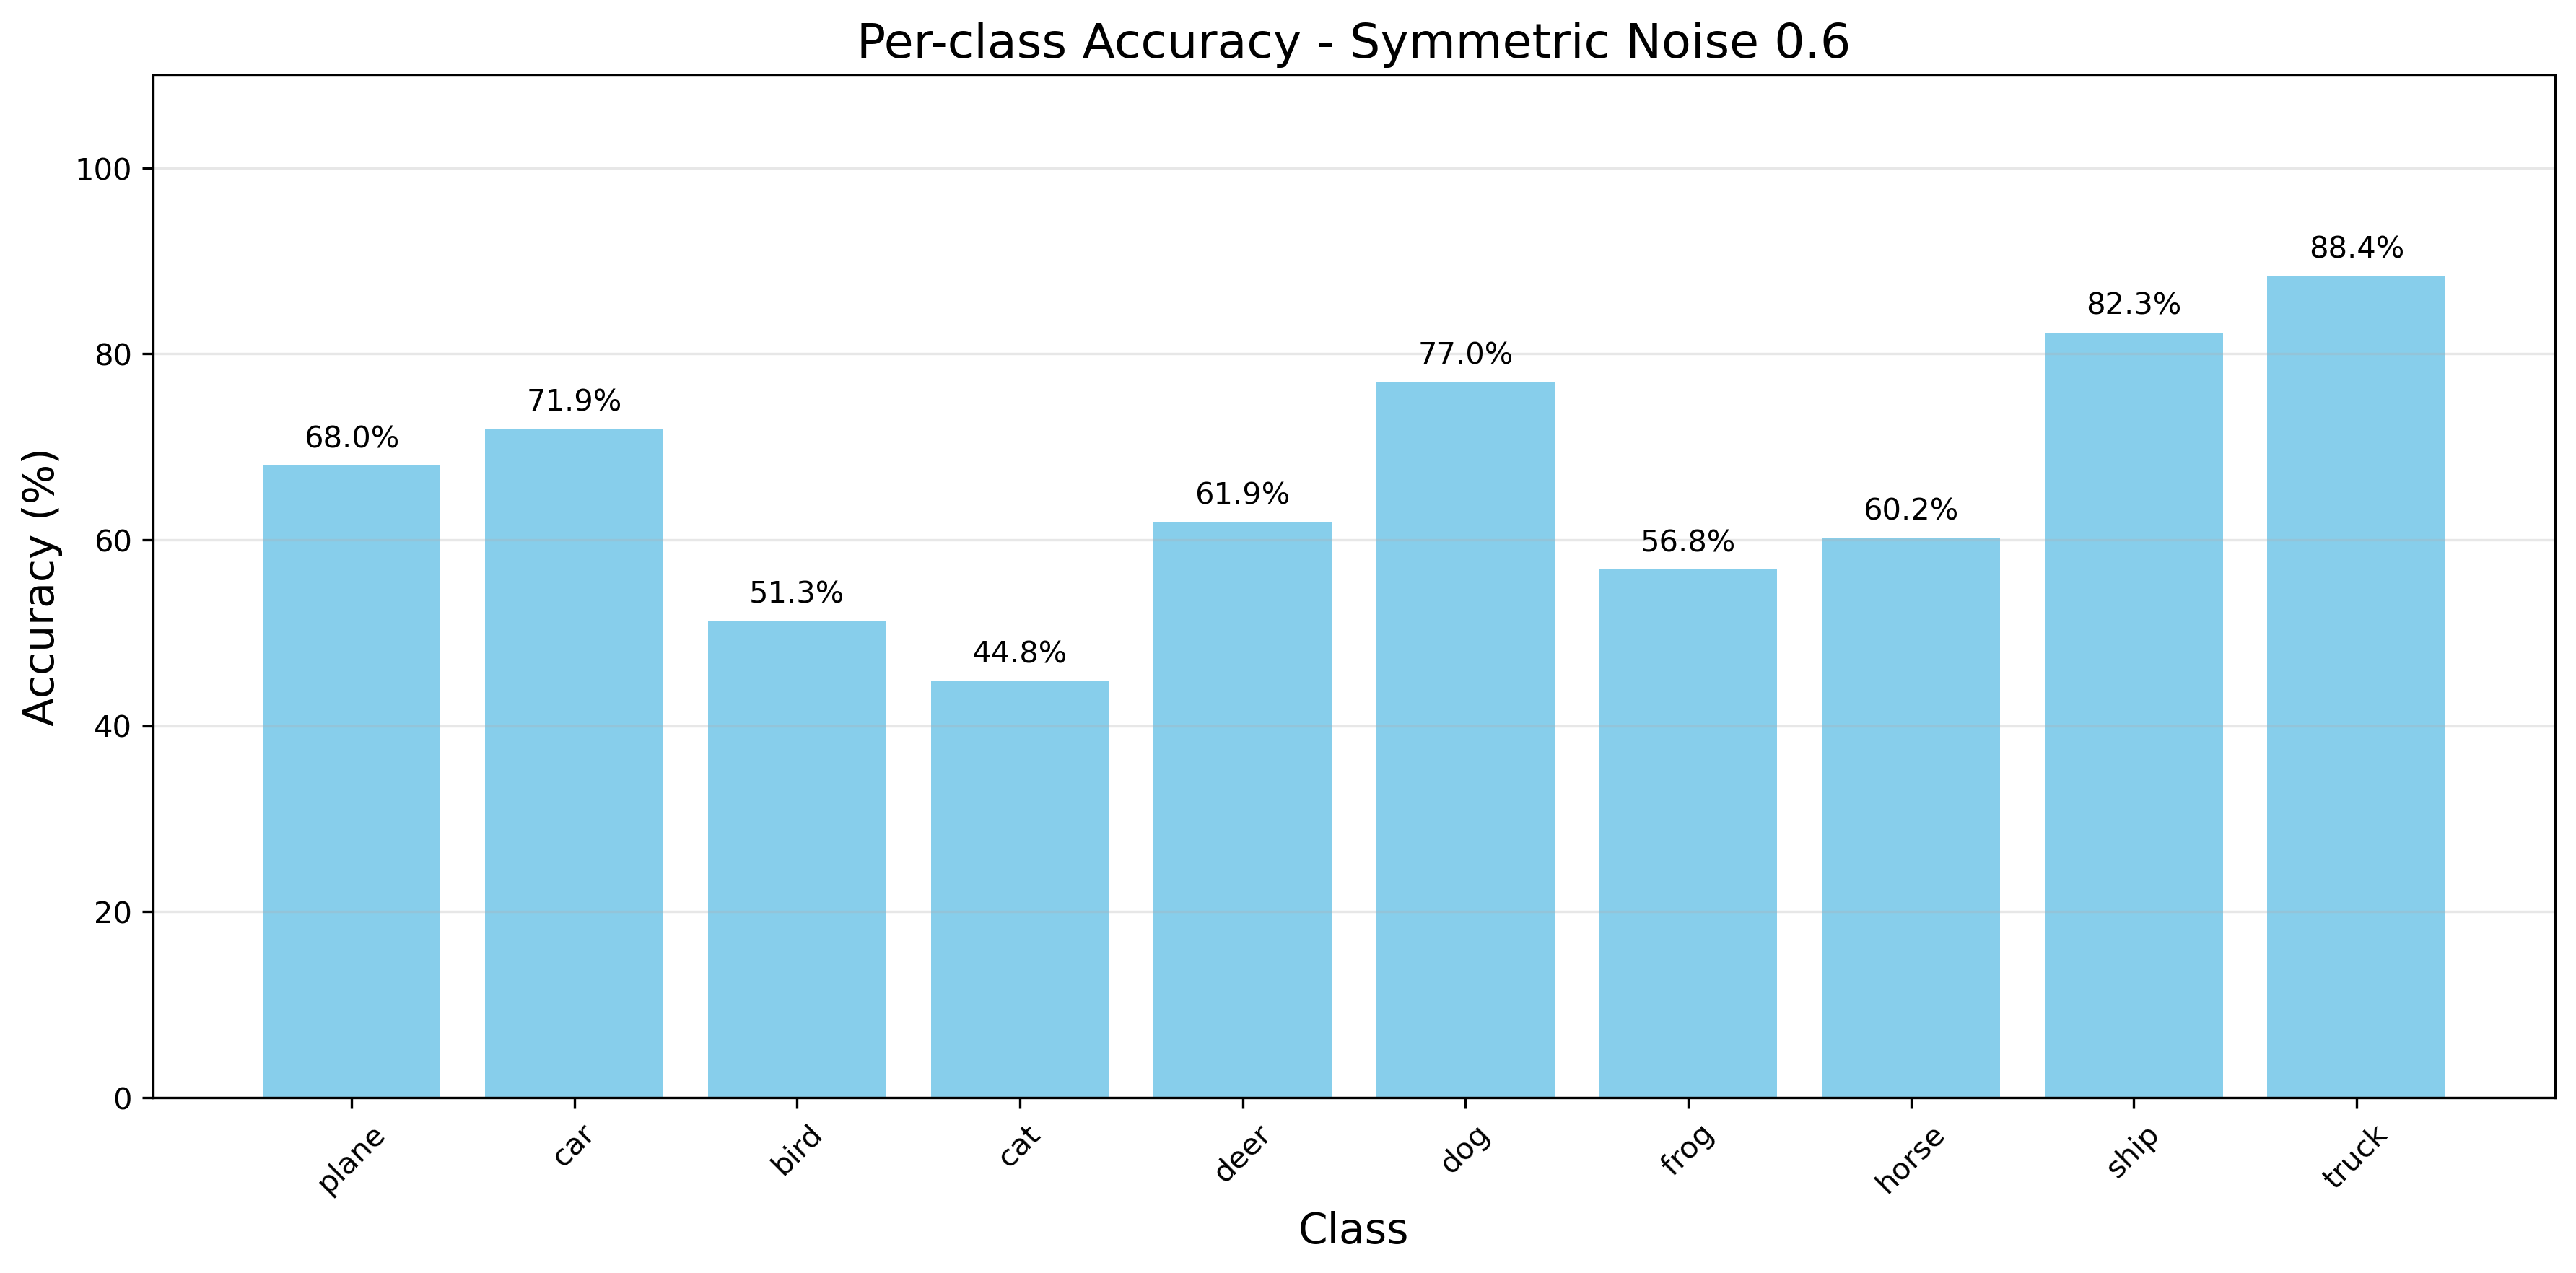 Per-class Accuracy - Symmetric Noise 0.6
Accuracy (%)
100
80
60
40
20
0
68.0%
71.9%
51.3%
44.8%
61.9%
77.0%
56.8%
60.2%
82.3%
88.4%
plane
car
bird
cat
deer
dog
frog
horse
ship
truck
Class